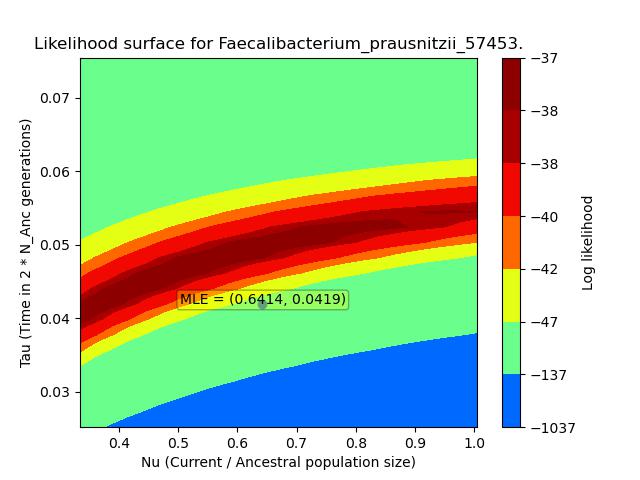 Likelihood surface for Faecalibacterium_prausnitzii_57453.
Tau (Time in 2 * N_Anc generations)
0.07
0.06
0.05
0.04
0.03
MLE = (0.6414, 0.0419)
0.4 0.5 0.6 0.7 0.8 0.9 1.0
Nu (Current / Ancestral population size)
−37
−38
−38
−40
−42
−47
−137
−1037
Log likelihood